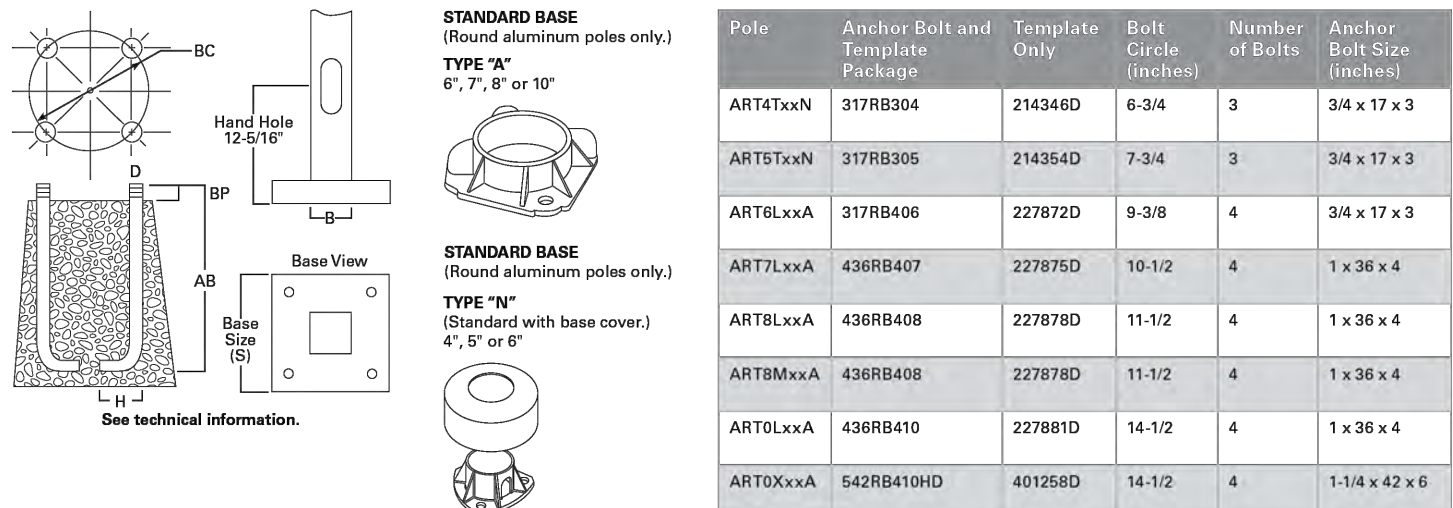 BC
D
BP
AB
H
See technical information.
Hand Hole
12-5/16"
B
Base View
Base
Size
(S)
STANDARD BASE
(Round aluminum poles only.)
TYPE "A"
6", 7", 8" or 10"
STANDARD BASE
(Round aluminum poles only.)
TYPE "N"
(Standard with base cover.)
4", 5" or 6"
Pole Anchor Bolt and Template Package Template Only Bolt Circle (inches) Number of Bolts Anchor Bolt Size (inches)
ART4TxxN 317RB304 214346D 6-3/4 3 3/4 x 17 x 3
ART5TxxN 317RB305 214354D 7-3/4 3 3/4 x 17 x 3
ART6LxxA 317RB406 227872D 9-3/8 4 3/4 x 17 x 3
ART7LxxA 436RB407 227875D 10-1/2 4 1 x 36 x 4
ART8LxxA 436RB408 227878D 11-1/2 4 1 x 36 x 4
ART8MxxA 436RB408 227878D 11-1/2 4 1 x 36 x 4
ART0LxxA 436RB410 227881D 14-1/2 4 1 x 36 x 4
ART0XxxA 542RB410HD 401258D 14-1/2 4 1-1/4 x 42 x 6